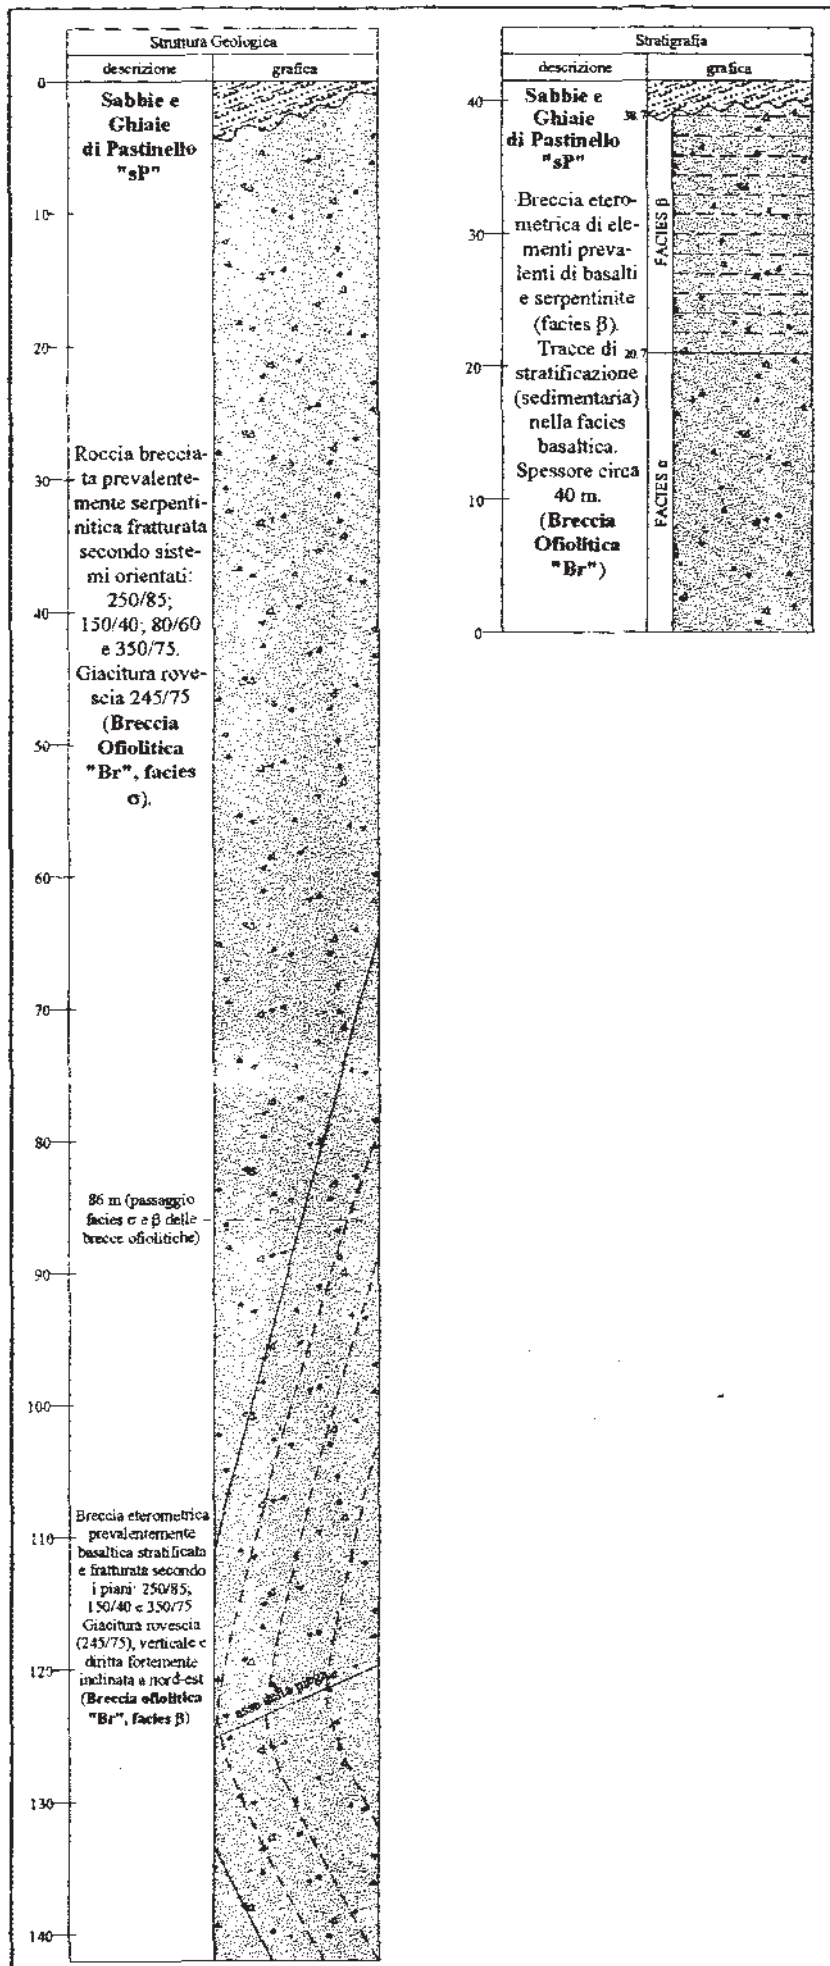 Struttura Geologica
descrizione
grafica
0
Sabbie e
Ghiaie
di Pastinello
"sP"
10
20
Roccia breccia-
ta prevalente-
mente serpenti-
nitica fratturata
secondo siste-
mi orientati:
250/85;
150/40; 80/60
e 350/75.
Giacitura rove-
scia 245/75
(Breccia
Ofiolitica
"Br", facies
σ).
30
40
50
60
70
80
86 m (passaggio
facies σ e β delle
brecce ofiolitiche)
90
100
110
Breccia eterometrica
prevalentemente
basaltica stratificata
e fratturata secondo
i piani: 250/85;
150/40 e 350/75
Giacitura rovescia
(245/75), verticale e
diritta fortemente
inclinata a nord-est
(Breccia ofiolitica
"Br", facies β)
120
asse della piega
130
140
Stratigrafia
descrizione
grafica
40
Sabbie e
Ghiaie
di Pastinello
"sP"
38.7
Breccia etero-
metrica di ele-
menti preva-
lenti di basalti
e serpentinite
(facies β).
Tracce di
stratificazione
(sedimentaria)
nella facies
basaltica.
Spessore circa
40 m.
(Breccia
Ofiolitica
"Br")
30
20
10
0
FACIES β
FACIES